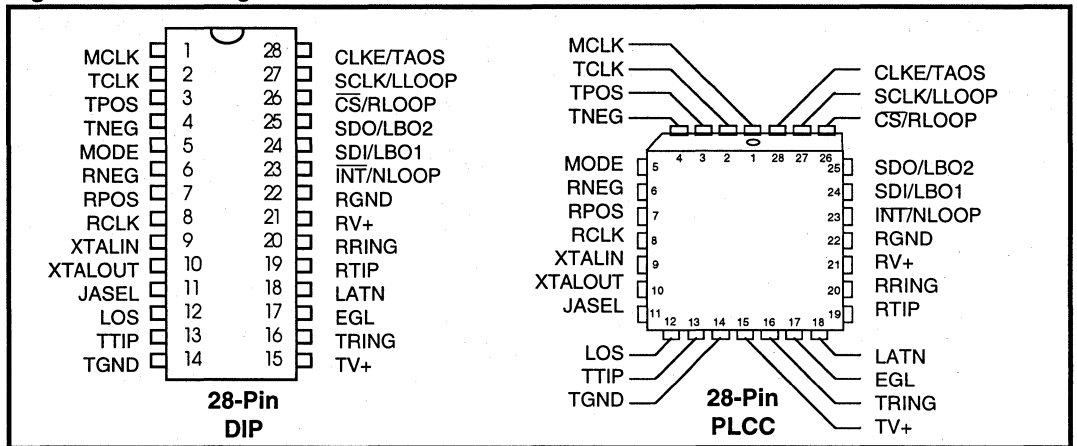 MCLK 1 28 CLKE/TAOS
TCLK 2 27 SCLK/LLOOP
TPOS 3 26 CS/RLOOP
TNEG 4 25 SDO/LBO2
MODE 5 24 SDI/LBO1
RNEG 6 23 INT/NLOOP
RPOS 7 22 RGND
RCLK 8 21 RV+
XTALIN 9 20 RRING
XTALOUT 10 19 RTIP
JASEL 11 18 LATN
LOS 12 17 EGL
TTIP 13 16 TRING
TGND 14 15 TV+
28-Pin
DIP
MCLK
TCLK CLKE/TAOS
TPOS SCLK/LLOOP
TNEG CS/RLOOP
4 3 2 1 28 27 26
MODE 5 25 SDO/LBO2
RNEG 6 24 SDI/LBO1
RPOS 7 23 INT/NLOOP
RCLK 8 22 RGND
XTALIN 9 21 RV+
XTALOUT 10 20 RRING
JASEL 11 19 RTIP
12 13 14 15 16 17 18
LOS LATN
TTIP EGL
TGND TRING
TV+
28-Pin
PLCC